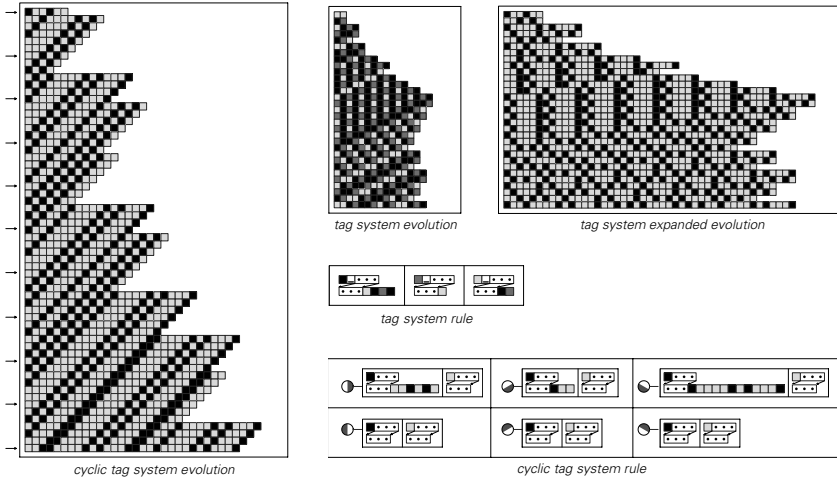 tag system evolution
tag system expanded evolution
tag system rule
cyclic tag system evolution
cyclic tag system rule